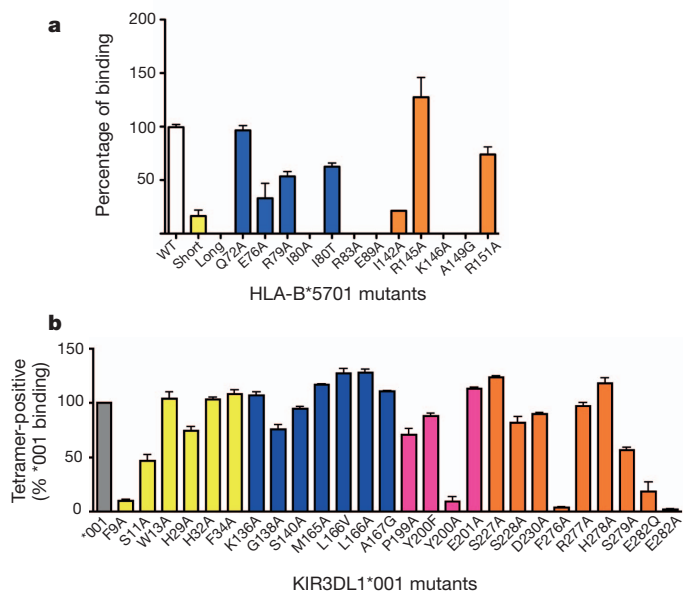 a
200
150
100
50
Percentage of binding
WT Short Long Q72A E76A R79A I80A I80T R83A E89A I142A R145A K146A A149G R151A
HLA-B*5701 mutants
b
150
100
50
0
Tetramer-positive
(% *001 binding)
*001 F9A S11A W13A H29A H32A F34A K136A G138A S140A M165A L166V L166A A167G P199A Y200F Y200A E201A S227A S228A D230A F276A R277A H278A S279A E282Q E282A
KIR3DL1*001 mutants